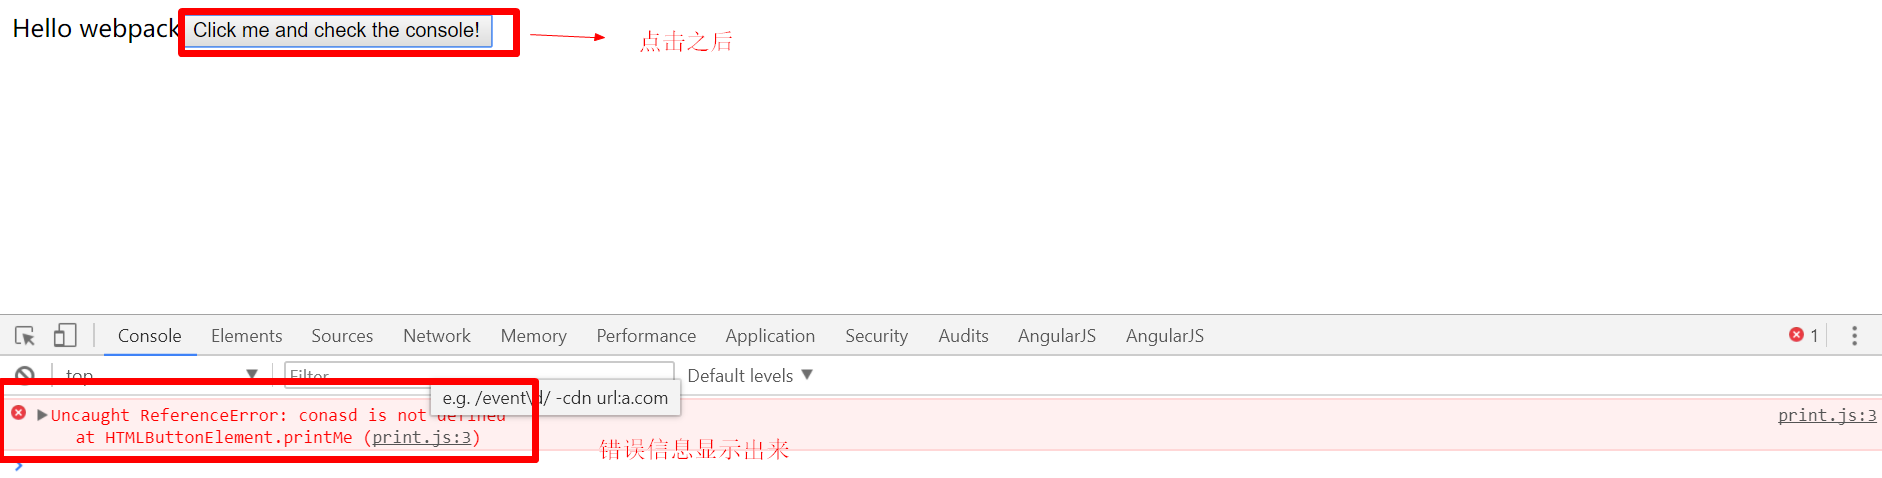 Hello webpack Click me and check the console!
点击之后
Console Elements Sources Network Memory Performance Application Security Audits AngularJS AngularJS 1
top Filter Default levels
e.g. /event\d/ -cdn url:a.com
Uncaught ReferenceError: conasd is not defined print.js:3
at HTMLButtonElement.printMe (print.js:3)
错误信息显示出来